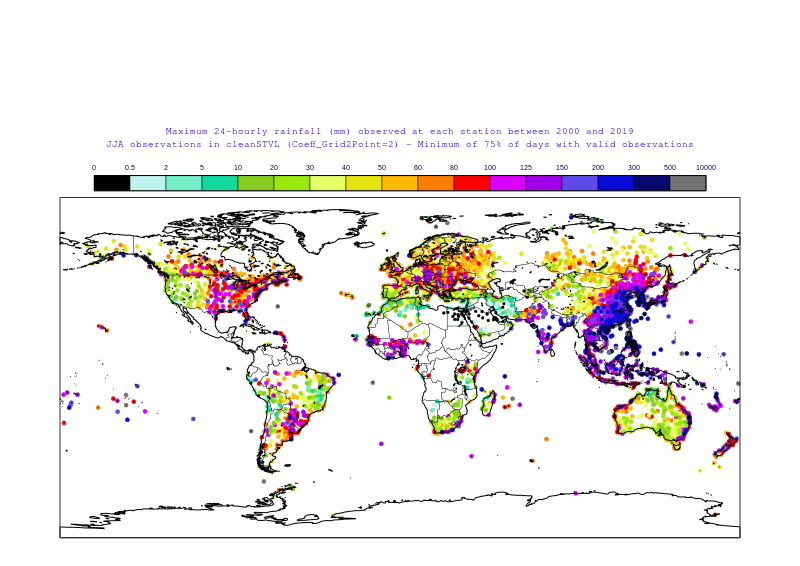 Maximum 24-hourly rainfall (mm) observed at each station between 2000 and 2019
JJA observations in cleanSTVL (Coeff_Grid2Point=2) - Minimum of 75% of days with valid observations
0 0.5 2 5 10 20 30 40 60 80 100 125 150 200 300 500 10000